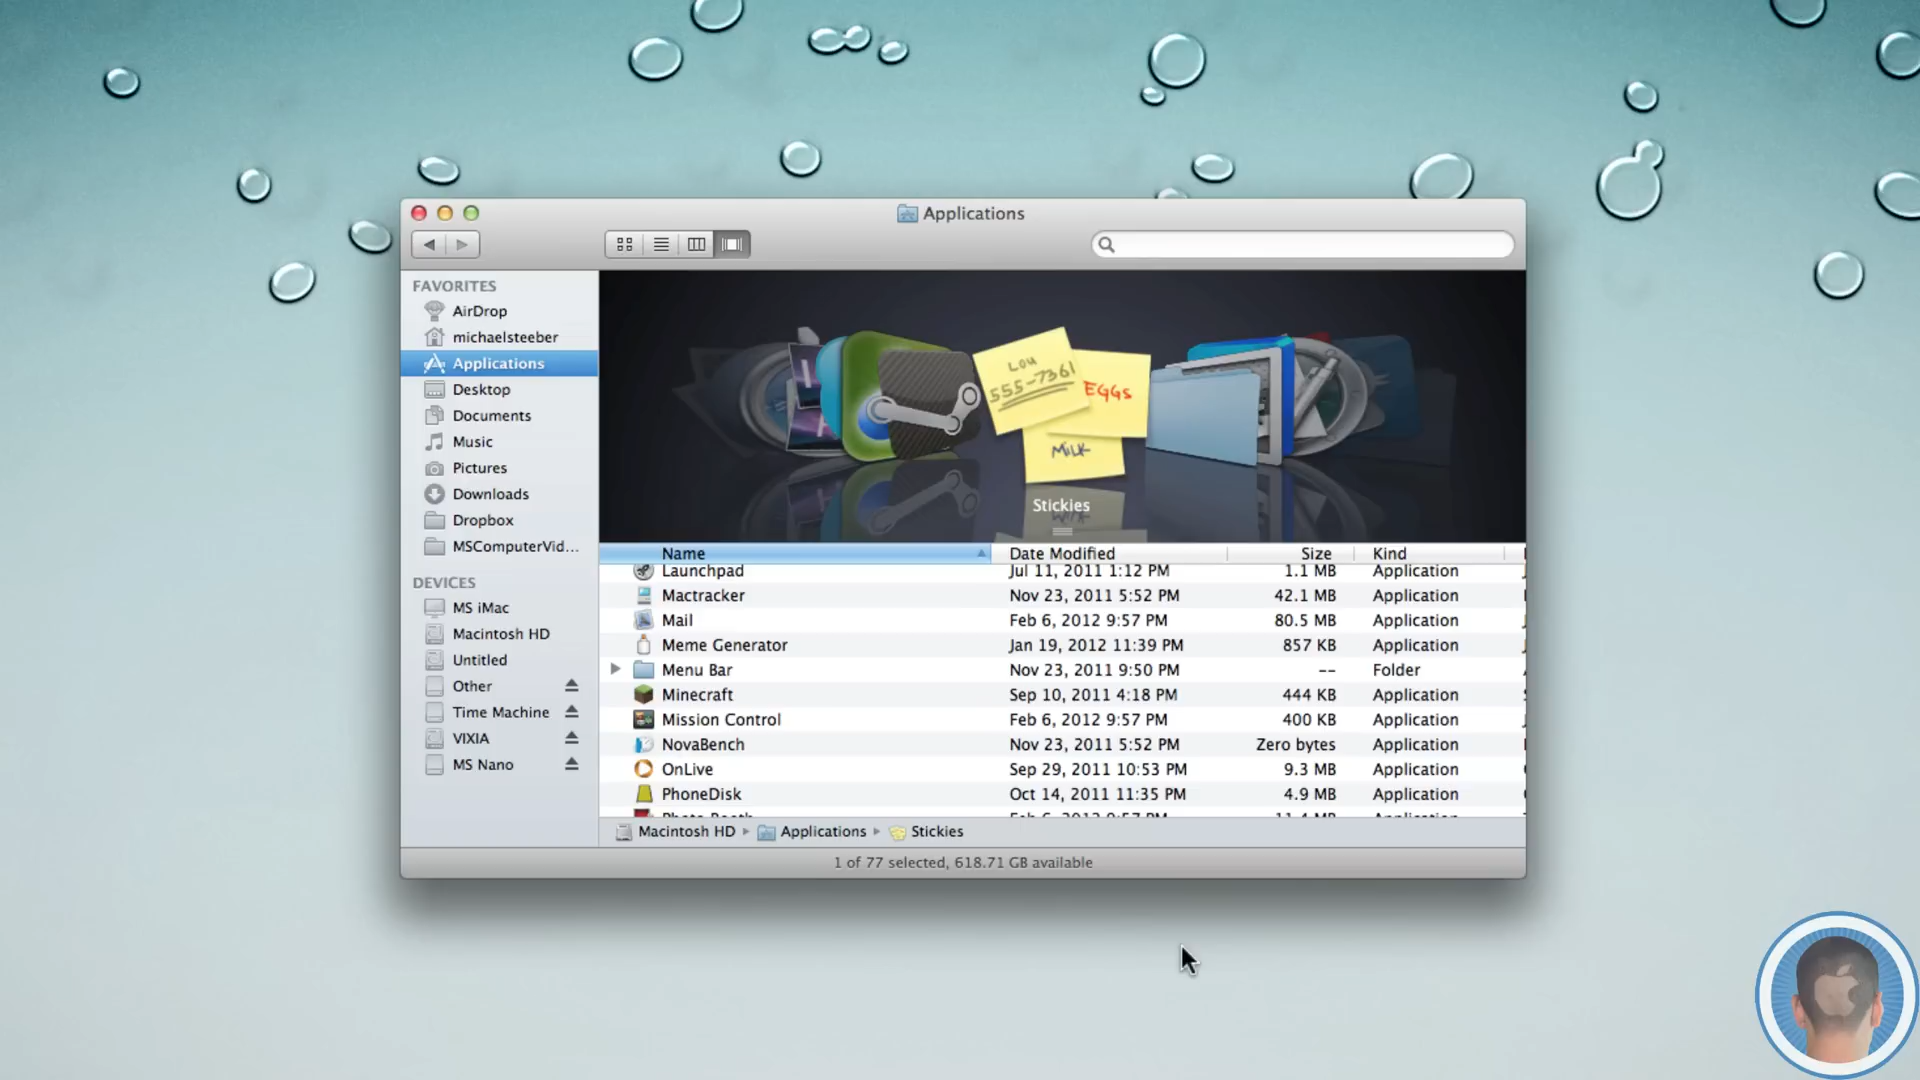 Applications
FAVORITES
AirDrop
michaelsteeber
Applications
Desktop
Documents
Music
Pictures
Downloads
Dropbox
MSComputerVid...
DEVICES
MS iMac
Macintosh HD
Untitled
Other
Time Machine
VIXIA
MS Nano
LOU
555-7361
EGGS
MILK
Stickies
Name Date Modified Size Kind
Launchpad Jul 11, 2011 1:12 PM 1.1 MB Application
Mactracker Nov 23, 2011 5:52 PM 42.1 MB Application
Mail Feb 6, 2012 9:57 PM 80.5 MB Application
Meme Generator Jan 19, 2012 11:39 PM 857 KB Application
Menu Bar Nov 23, 2011 9:50 PM -- Folder
Minecraft Sep 10, 2011 4:18 PM 444 KB Application
Mission Control Feb 6, 2012 9:57 PM 400 KB Application
NovaBench Nov 23, 2011 5:52 PM Zero bytes Application
OnLive Sep 29, 2011 10:53 PM 9.3 MB Application
PhoneDisk Oct 14, 2011 11:35 PM 4.9 MB Application
Macintosh HD Applications Stickies
1 of 77 selected, 618.71 GB available